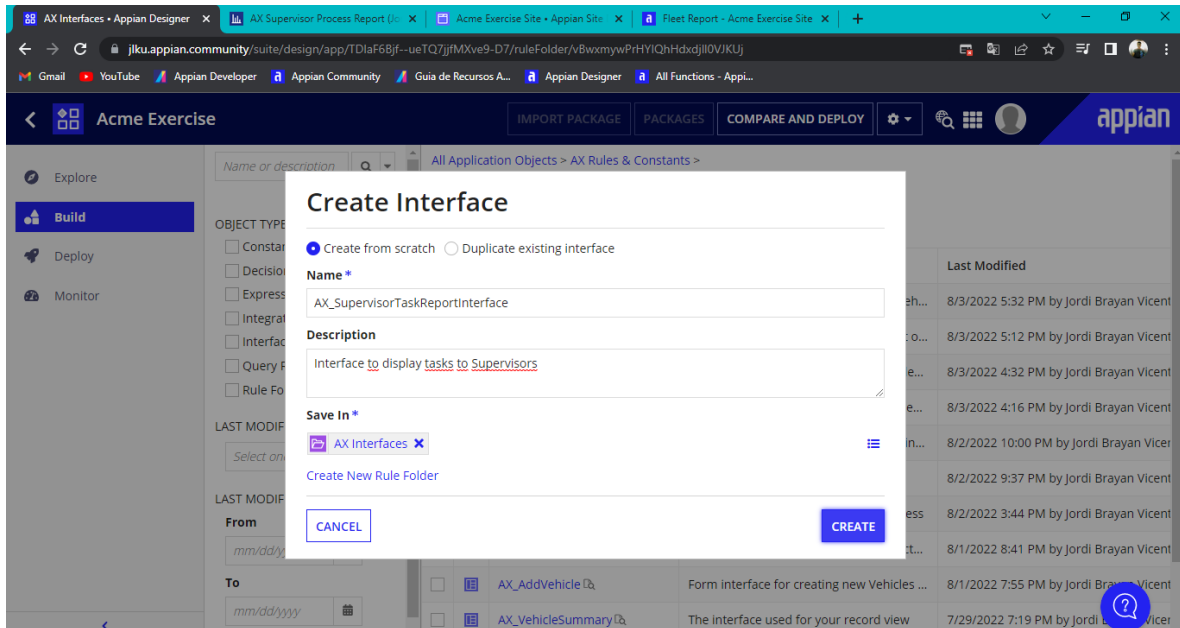 AX Interfaces • Appian Designer
AX Supervisor Process Report (Jo
Acme Exercise Site • Appian Site
Fleet Report - Acme Exercise Site
jlku.appian.community/suite/design/app/
Gmail
YouTube
Appian Developer
Appian Community
Guia de Recursos A...
Appian Designer
All Functions - Appi...
Acme Exercise
IMPORT PACKAGE
PACKAGES
COMPARE AND DEPLOY
appian
Explore
Build
Deploy
Monitor
Name or description
All Application Objects > AX Rules & Constants >
OBJECT TYPE
Constan
Decision
Express
Integrat
Interfac
Query R
Rule Fo
LAST MODIF
Select on
LAST MODIF
From
mm/dd/y
To
mm/dd/yyyy
Create Interface
Create from scratch
Duplicate existing interface
Name *
AX_SupervisorTaskReportInterface
Description
Interface to display tasks to Supervisors
Save In *
AX Interfaces
Create New Rule Folder
CANCEL
CREATE
Last Modified
eh... 8/3/2022 5:32 PM by Jordi Brayan Vicent
o... 8/3/2022 5:12 PM by Jordi Brayan Vicent
e... 8/3/2022 4:32 PM by Jordi Brayan Vicent
e... 8/3/2022 4:16 PM by Jordi Brayan Vicent
in... 8/2/2022 10:00 PM by Jordi Brayan Vicer
8/2/2022 9:37 PM by Jordi Brayan Vicent
ess 8/2/2022 3:44 PM by Jordi Brayan Vicent
ct... 8/1/2022 8:41 PM by Jordi Brayan Vicent
AX_AddVehicle Form interface for creating new Vehicles ... 8/1/2022 7:55 PM by Jordi Brayan Vicent
AX_VehicleSummary The interface used for your record view 7/29/2022 7:19 PM by Jordi